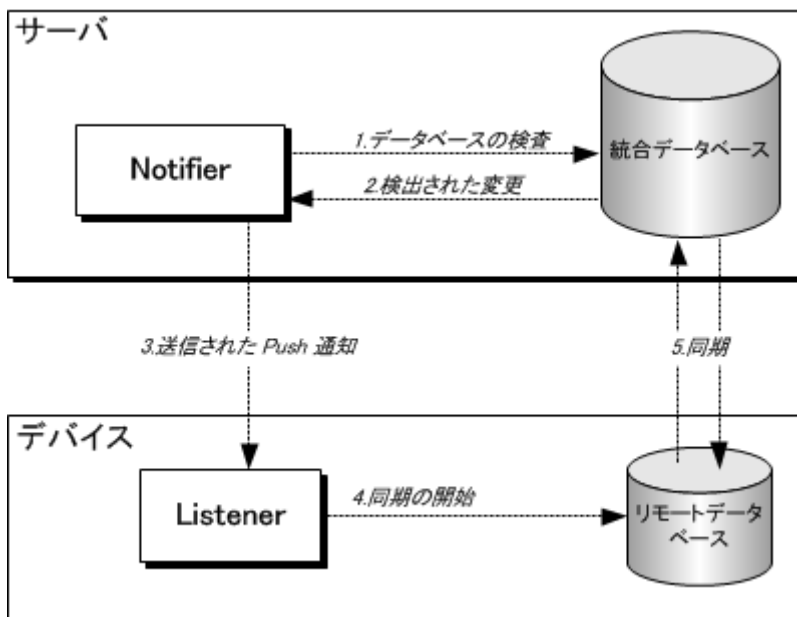 サーバ
Notifier
1.データベースの検査
2.検出された変更
統合データベース
3.送信された Push 通知
5.同期
デバイス
Listener
4.同期の開始
リモートデータ
ベース